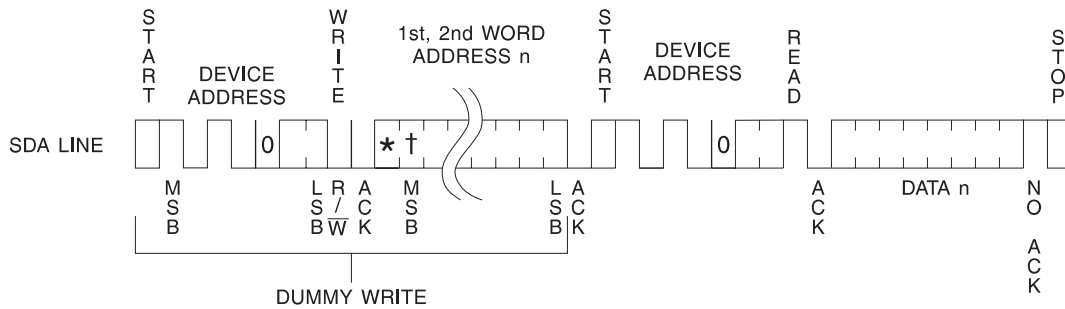 START
WRITE
1st, 2nd WORD
ADDRESS n
START
READ
STOP
DEVICE
ADDRESS
DEVICE
ADDRESS
SDA LINE
0
* †
0
MSB
LSB
R/W̅
ACK
MSB
LSB
ACK
ACK
DATA n
NO ACK
DUMMY WRITE